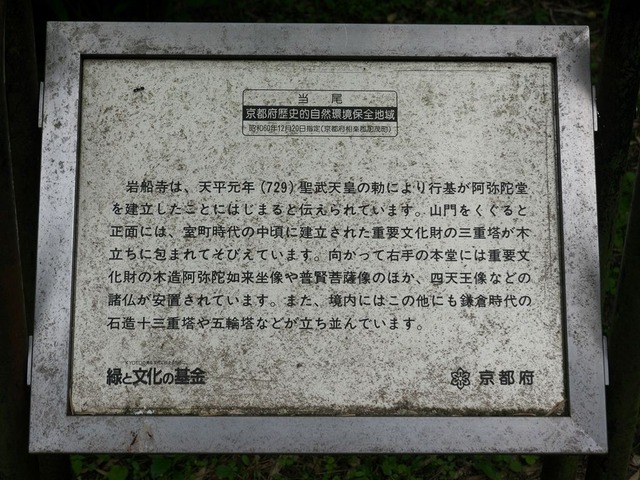 当尾
京都府歴史的自然環境保全地域
昭和60年12月20日指定(京都府相楽郡加茂町)
岩船寺は、天平元年(729)聖武天皇の勅により行基が阿弥陀堂
を建立したことにはじまると伝えられています。山門をくぐると
正面には、室町時代の中頃に建立された重要文化財の三重塔が木
立ちに包まれてそびえています。向かって右手の本堂には重要文
化財の木造阿弥陀如来坐像や普賢菩薩像のほか、四天王像などの
諸仏が安置されています。また、境内にはこの他にも鎌倉時代の
石造十三重塔や五輪塔などが立ち並んでいます。
緑と文化の基金
京都府